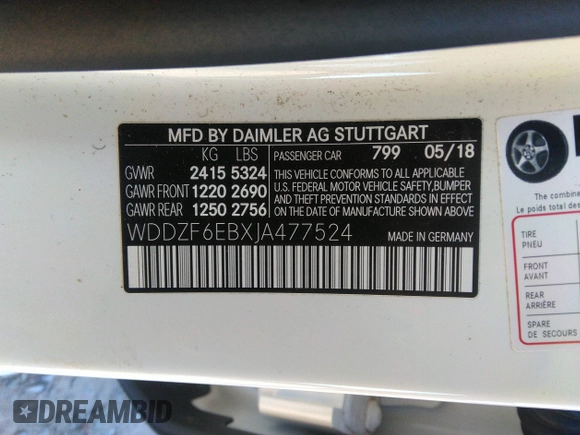 MFD BY DAIMLER AG STUTTGART
KG LBS
PASSENGER CAR 799 05/18
GVWR 2415 5324
GAWR FRONT 1220 2690
GAWR REAR 1250 2756
THIS VEHICLE CONFORMS TO ALL APPLICABLE
U.S. FEDERAL MOTOR VEHICLE SAFETY,BUMPER
AND THEFT PREVENTION STANDARDS
IN EFFECT ON THE DATE OF
MANUFACTURE SHOWN ABOVE.
WDDZF6EBXJA477524 MADE IN GERMANY
The combine
Le poids total des
TIRE
PNEU
FRONT
AVANT
REAR
ARRIÈRE
SPARE
DE SECOURS
DREAMBID